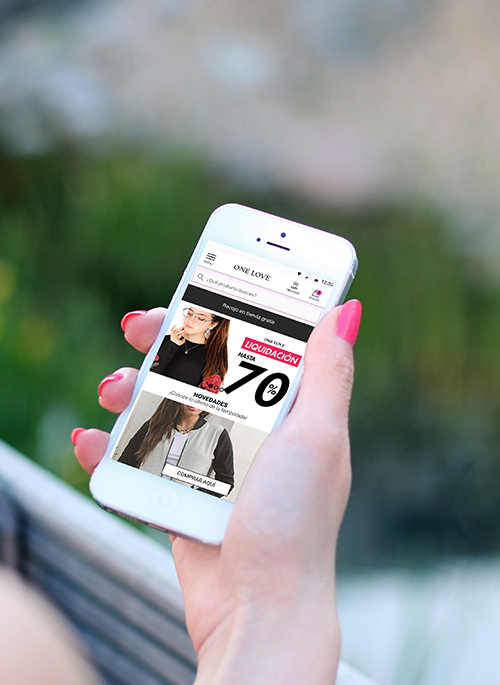 12:30
MENU
ONE LOVE
¿Qué producto buscas?
Recojo en tienda gratis
ONE LOVE
LIQUIDACIÓN
HASTA
70%
NOVEDADES
¡Conoce lo último de la temporada!
COMPRAR AQUÍ